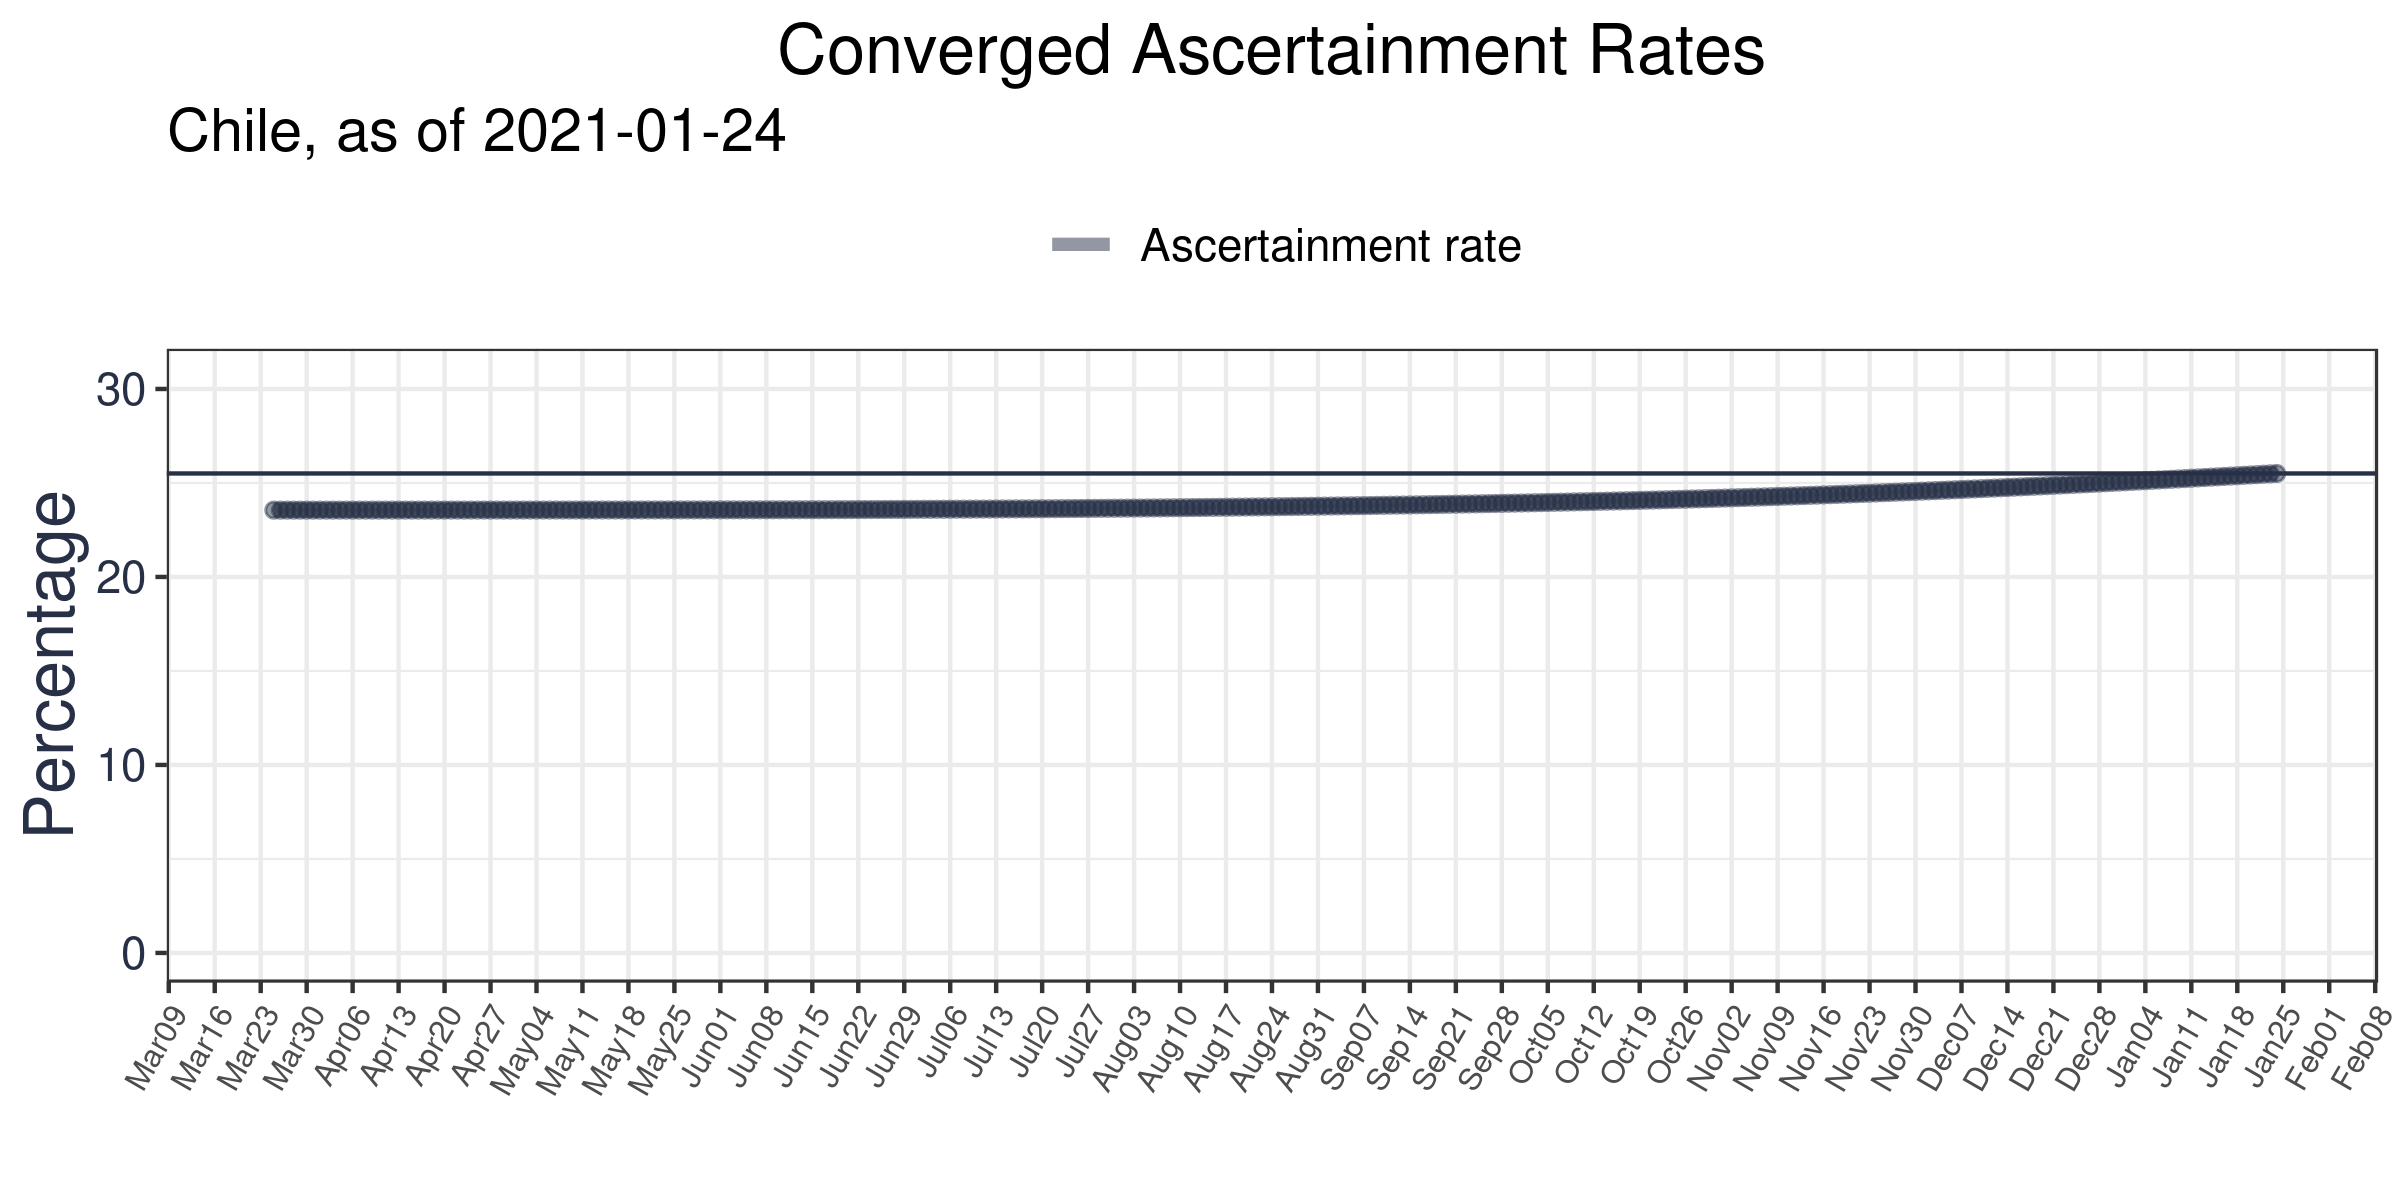 Converged Ascertainment Rates
Chile, as of 2021-01-24
Ascertainment rate
Percentage
30
20
10
0
Mar09 Mar16 Mar23 Mar30 Apr06 Apr13 Apr20 Apr27 May04 May11 May18 May25 Jun01 Jun08 Jun15 Jun22 Jun29 Jul06 Jul13 Jul20 Jul27 Aug03 Aug10 Aug17 Aug24 Aug31 Sep07 Sep14 Sep21 Sep28 Oct05 Oct12 Oct19 Oct26 Nov02 Nov09 Nov16 Nov23 Nov30 Dec07 Dec14 Dec21 Dec28 Jan04 Jan11 Jan18 Jan25 Feb01 Feb08